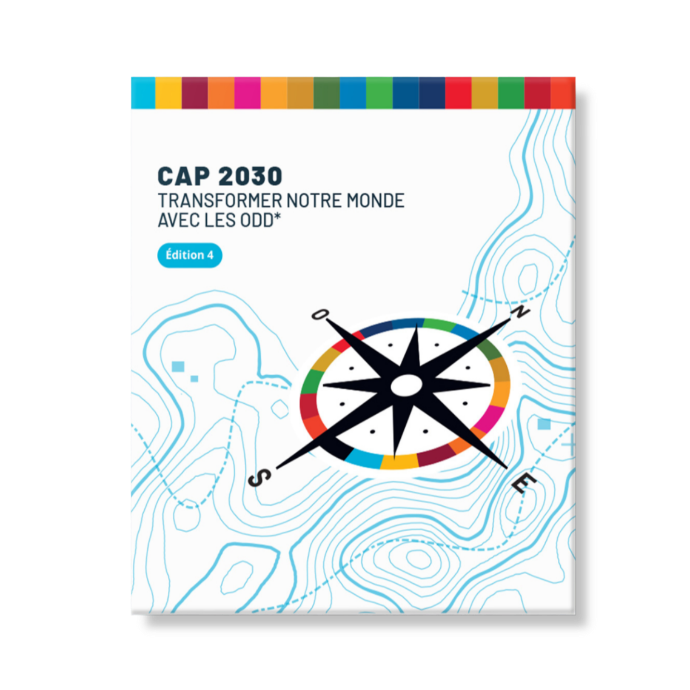 CAP 2030
TRANSFORMER NOTRE MONDE
AVEC LES ODD*
Édition 4
O
N
S
E